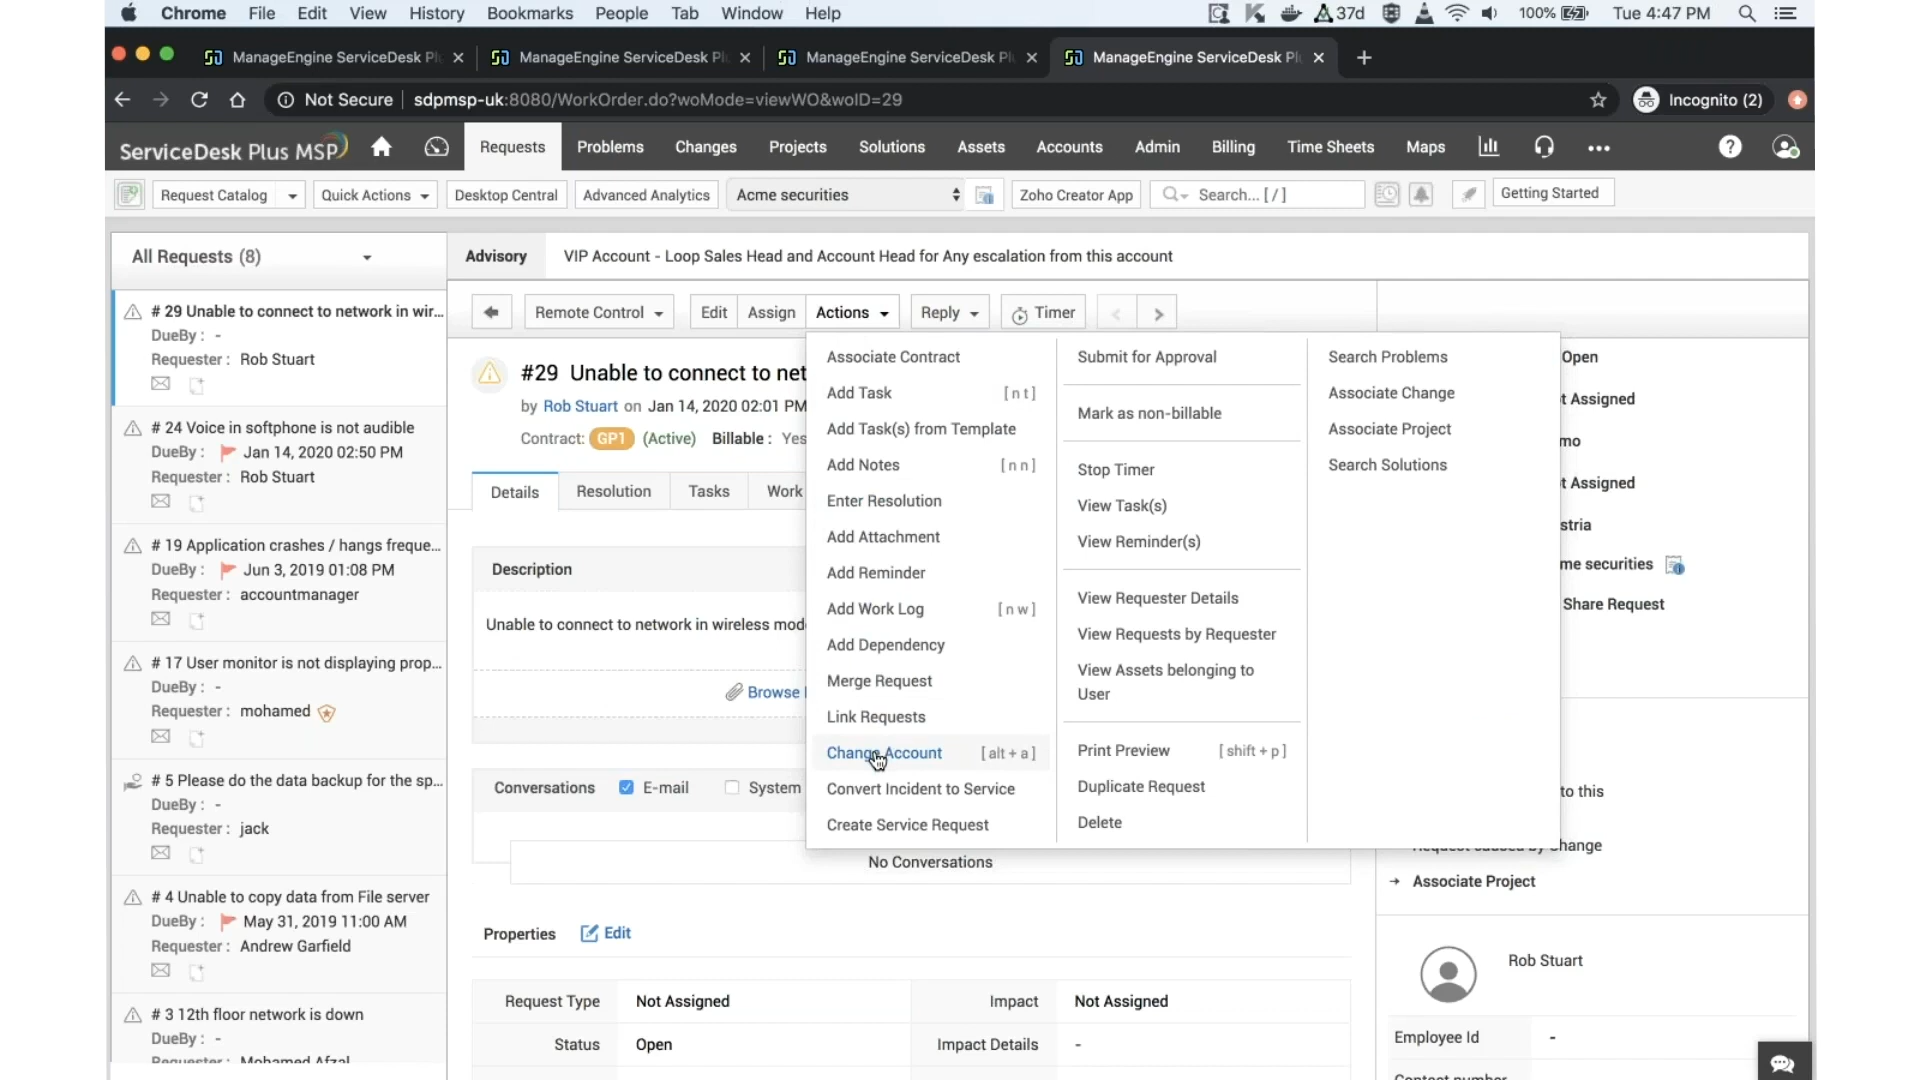 Chrome File Edit View History Bookmarks People Tab Window Help 37d 100% Tue 4:47 PM
ManageEngine ServiceDesk Pl ManageEngine ServiceDesk Pl ManageEngine ServiceDesk Pl ManageEngine ServiceDesk Pl
Not Secure sdpmsp-uk:8080/WorkOrder.do?woMode=viewWO&woID=29 Incognito (2)
ServiceDesk Plus MSP Requests Problems Changes Projects Solutions Assets Accounts Admin Billing Time Sheets Maps
Request Catalog Quick Actions Desktop Central Advanced Analytics Acme securities Zoho Creator App Search... [ / ] Getting Started
All Requests (8)
# 29 Unable to connect to network in wir...
DueBy : -
Requester : Rob Stuart
# 24 Voice in softphone is not audible
DueBy : Jan 14, 2020 02:50 PM
Requester : Rob Stuart
# 19 Application crashes / hangs freque...
DueBy : Jun 3, 2019 01:08 PM
Requester : accountmanager
# 17 User monitor is not displaying prop...
DueBy : -
Requester : mohamed
# 5 Please do the data backup for the sp...
DueBy : -
Requester : jack
# 4 Unable to copy data from File server
DueBy : May 31, 2019 11:00 AM
Requester : Andrew Garfield
# 3 12th floor network is down
DueBy : -
Requester : Mohamed Afzal
Advisory VIP Account - Loop Sales Head and Account Head for Any escalation from this account
Remote Control Edit Assign Actions Reply Timer
#29 Unable to connect to net
by Rob Stuart on Jan 14, 2020 02:01 PM
Contract: GP1 (Active) Billable : Yes
Details Resolution Tasks Work
Description
Unable to connect to network in wireless mod
Browse
Conversations E-mail System
No Conversations
Properties Edit
Request Type Not Assigned Impact Not Assigned
Status Open Impact Details -
Associate Contract
Add Task [ n t ]
Add Task(s) from Template
Add Notes [ n n ]
Enter Resolution
Add Attachment
Add Reminder
Add Work Log [ n w ]
Add Dependency
Merge Request
Link Requests
Change Account [ alt + a ]
Convert Incident to Service
Create Service Request
Submit for Approval
Mark as non-billable
Stop Timer
View Task(s)
View Reminder(s)
View Requester Details
View Requests by Requester
View Assets belonging to
User
Print Preview [ shift + p ]
Duplicate Request
Delete
Search Problems
Associate Change
Associate Project
Search Solutions
Open
t Assigned
mo
t Assigned
stria
me securities
Share Request
to this
Request caused by Change
Associate Project
Rob Stuart
Employee Id -
Contact number